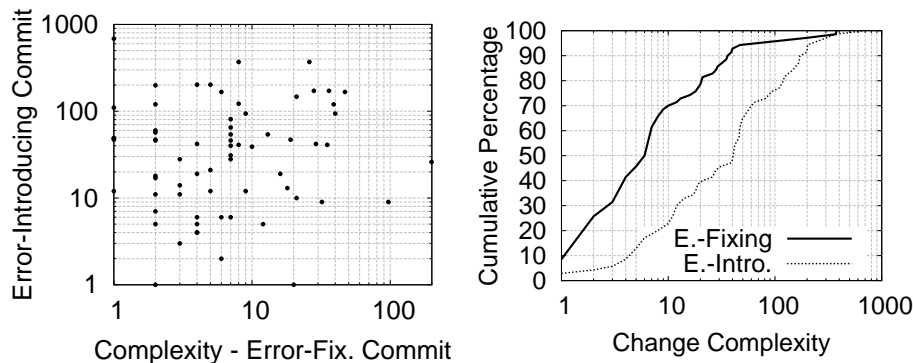 Error-Introducing Commit
1000
100
10
1
1 10 100
Complexity - Error-Fix. Commit
Cumulative Percentage
100
90
80
70
60
50
40
30
20
10
0
E.-Fixing
E.-Intro.
1 10 100 1000
Change Complexity